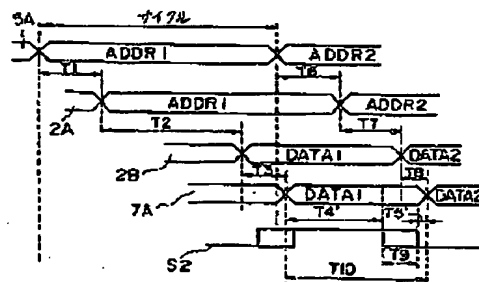 サイクル
5A
ADDR1 ADDR2
T1 T6
2A
ADDR1 ADDR2
T2 T7
2B
DATA1 DATA2
T3 T8
7A
DATA1 DATA2
T4' T5'
S2
T9
T10